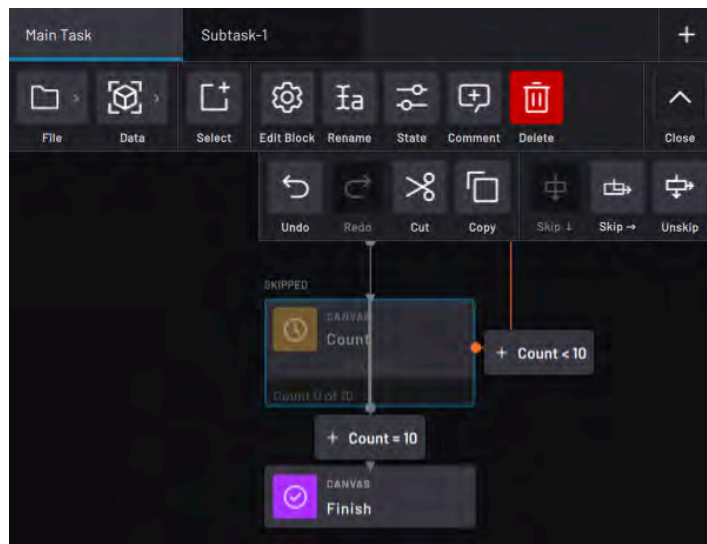 Main Task
Subtask-1
File
Data
Select
Edit Block
Rename
State
Comment
Delete
Close
Undo
Redo
Cut
Copy
Skip ↓
Skip →
Unskip
SKIPPED
CANVAS
Count
+ Count < 10
Count 0 of 10
+ Count = 10
CANVAS
Finish